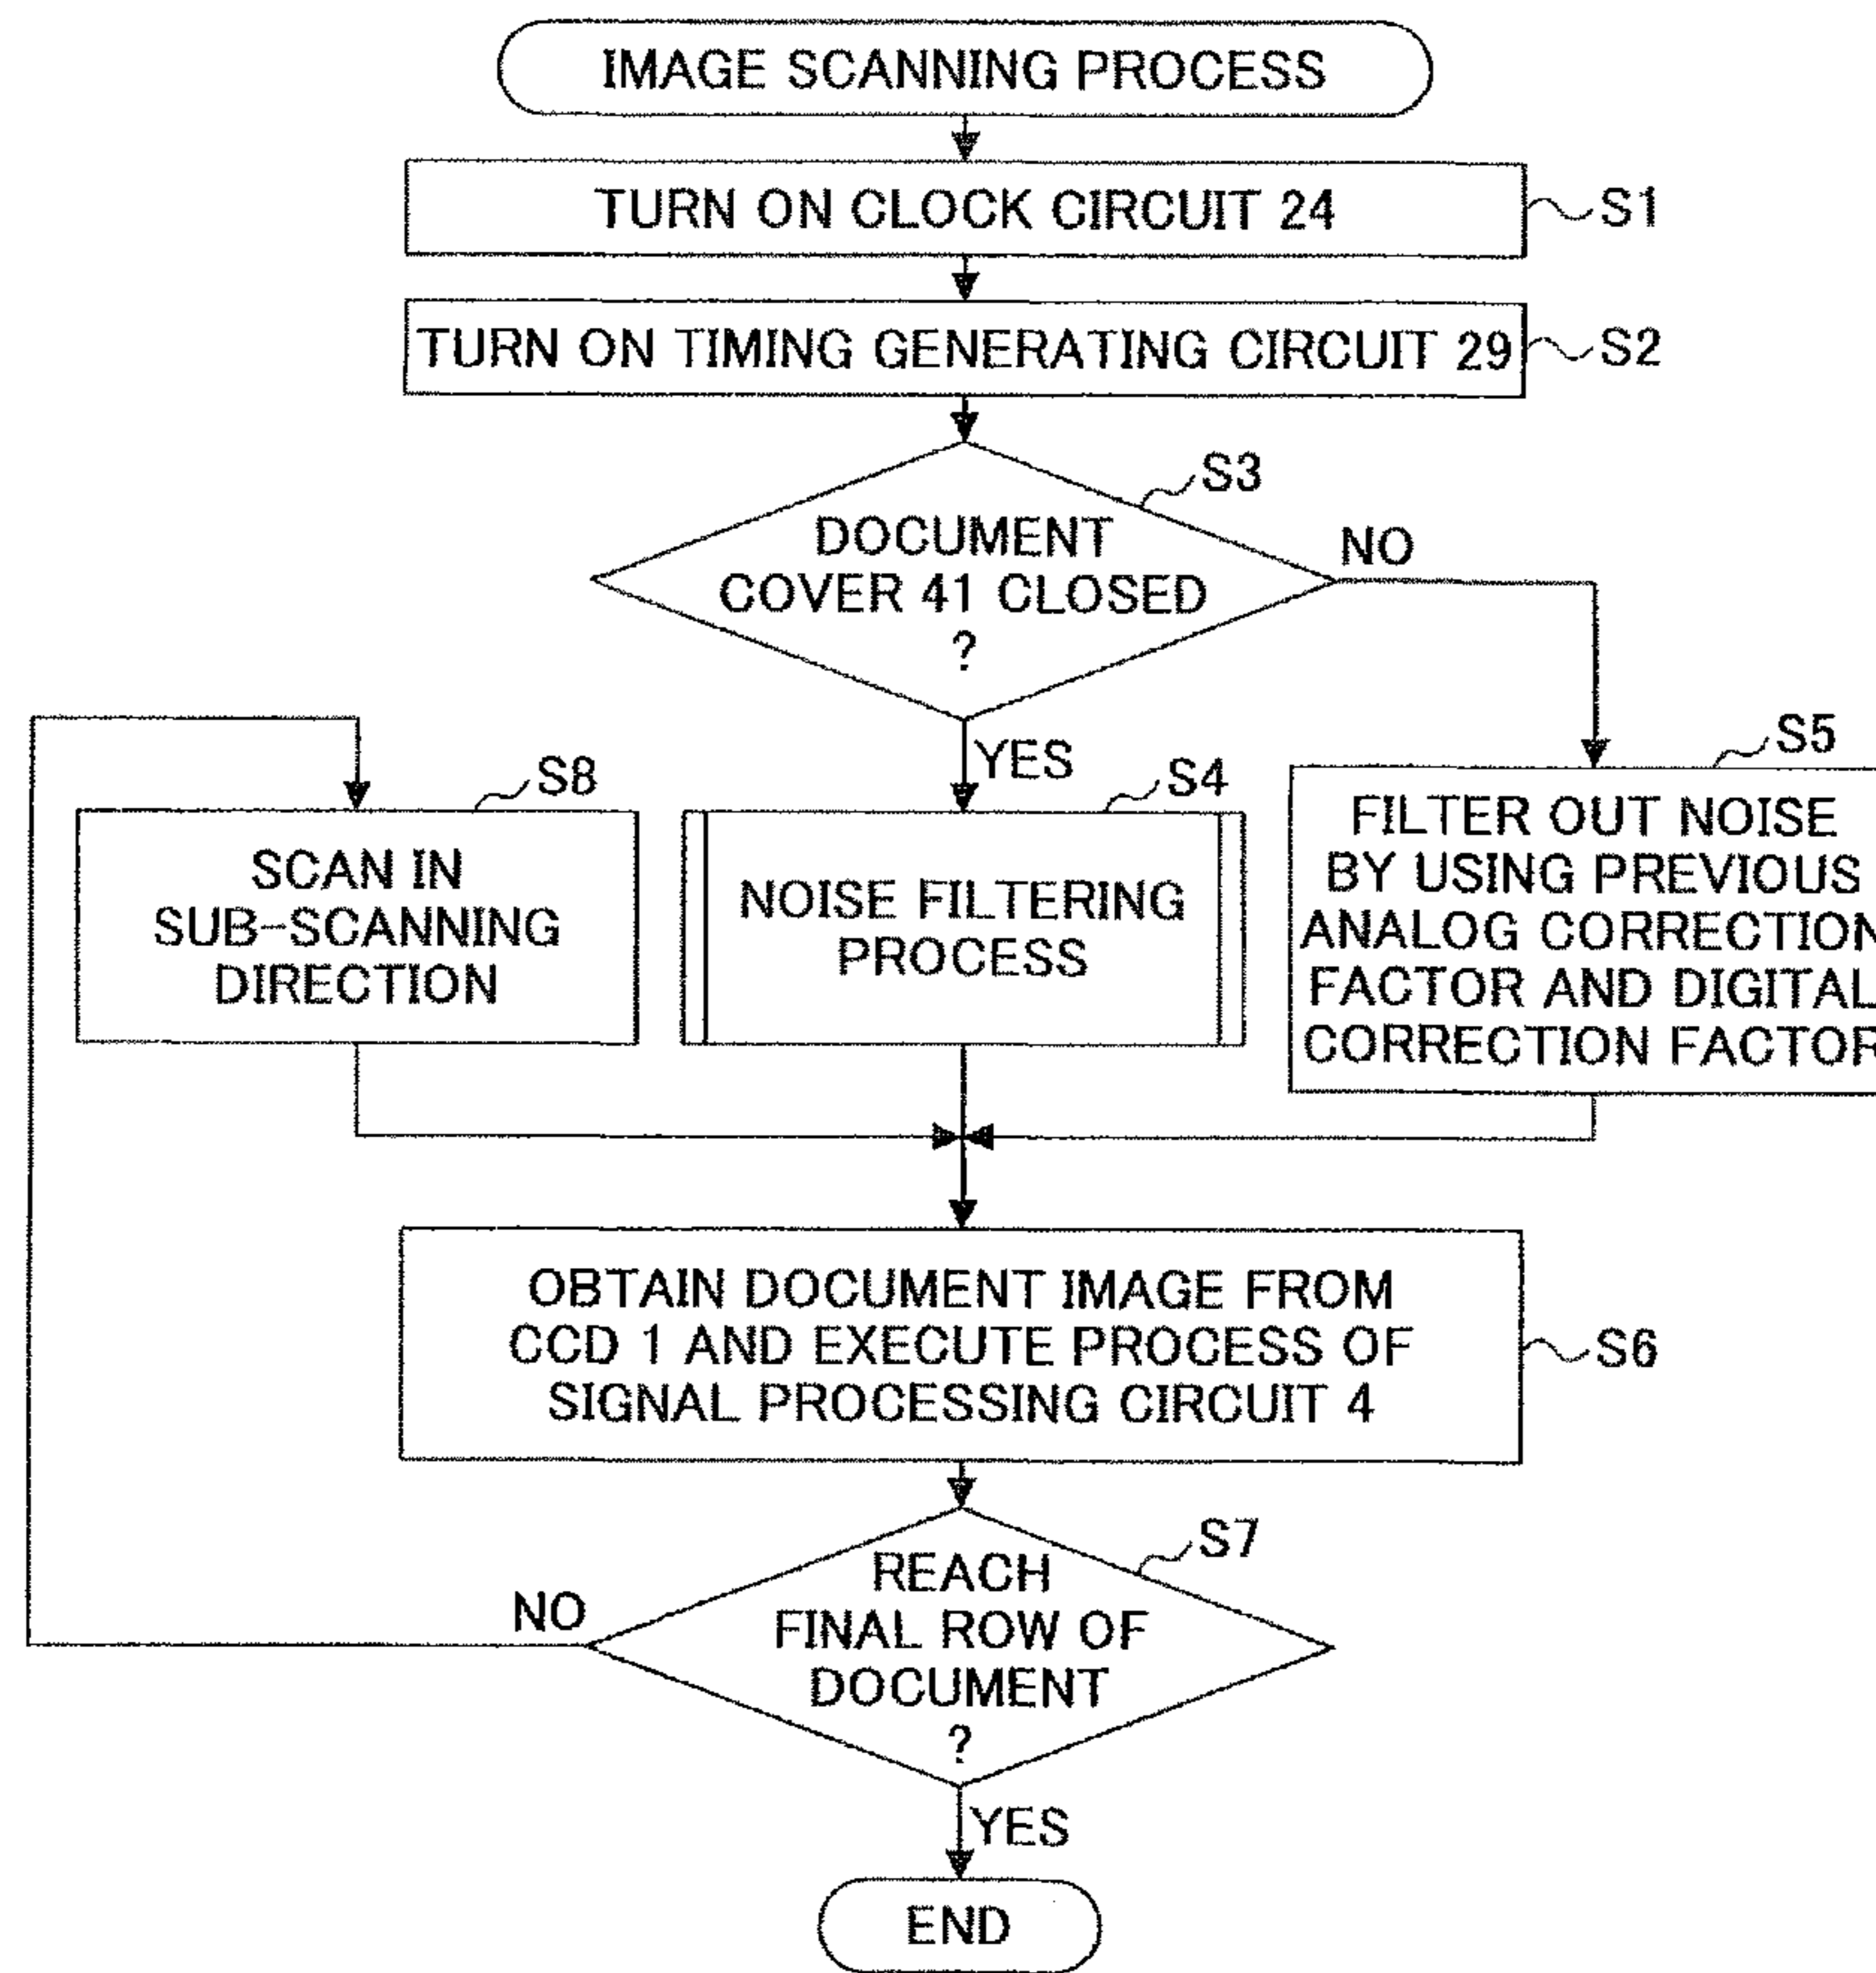 IMAGE SCANNING PROCESS
TURN ON CLOCK CIRCUIT 24
S1
TURN ON TIMING GENERATING CIRCUIT 29
S2
S3
DOCUMENT
COVER 41 CLOSED
?
NO
YES
S8
SCAN IN
SUB-SCANNING
DIRECTION
S4
NOISE FILTERING
PROCESS
S5
FILTER OUT NOISE
BY USING PREVIOUS
ANALOG CORRECTION
FACTOR AND DIGITAL
CORRECTION FACTOR
OBTAIN DOCUMENT IMAGE FROM
CCD 1 AND EXECUTE PROCESS OF
SIGNAL PROCESSING CIRCUIT 4
S6
S7
REACH
FINAL ROW OF
DOCUMENT
?
NO
YES
END